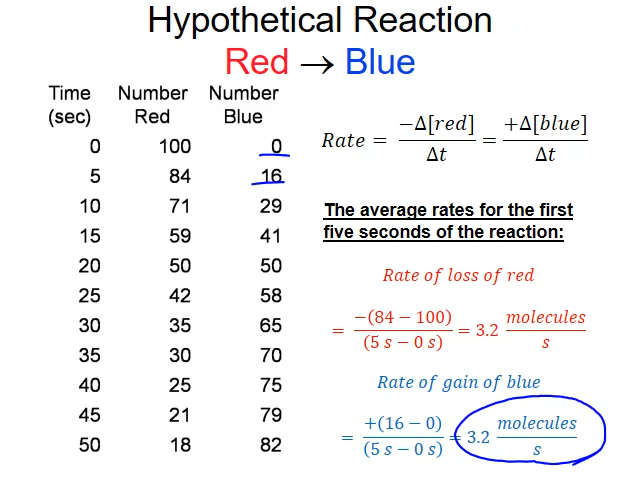 Hypothetical Reaction
Red → Blue
Time (sec) Number Red Number Blue
0 100 0
5 84 16
10 71 29
15 59 41
20 50 50
25 42 58
30 35 65
35 30 70
40 25 75
45 21 79
50 18 82
Rate = −Δ[red]/Δt = +Δ[blue]/Δt
The average rates for the first
five seconds of the reaction:
Rate of loss of red
= −(84 − 100)/(5 s − 0 s) = 3.2 molecules/s
Rate of gain of blue
= +(16 − 0)/(5 s − 0 s) = 3.2 molecules/s